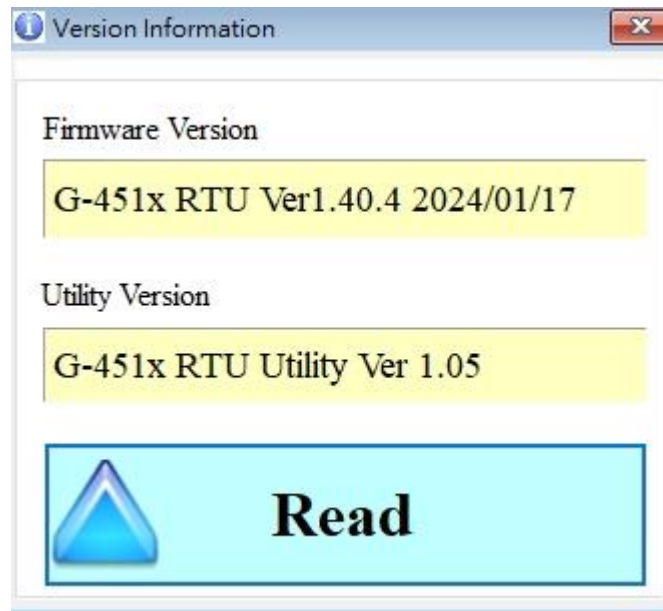 Version Information
Firmware Version
G-451x RTU Ver1.40.4 2024/01/17
Utility Version
G-451x RTU Utility Ver 1.05
Read